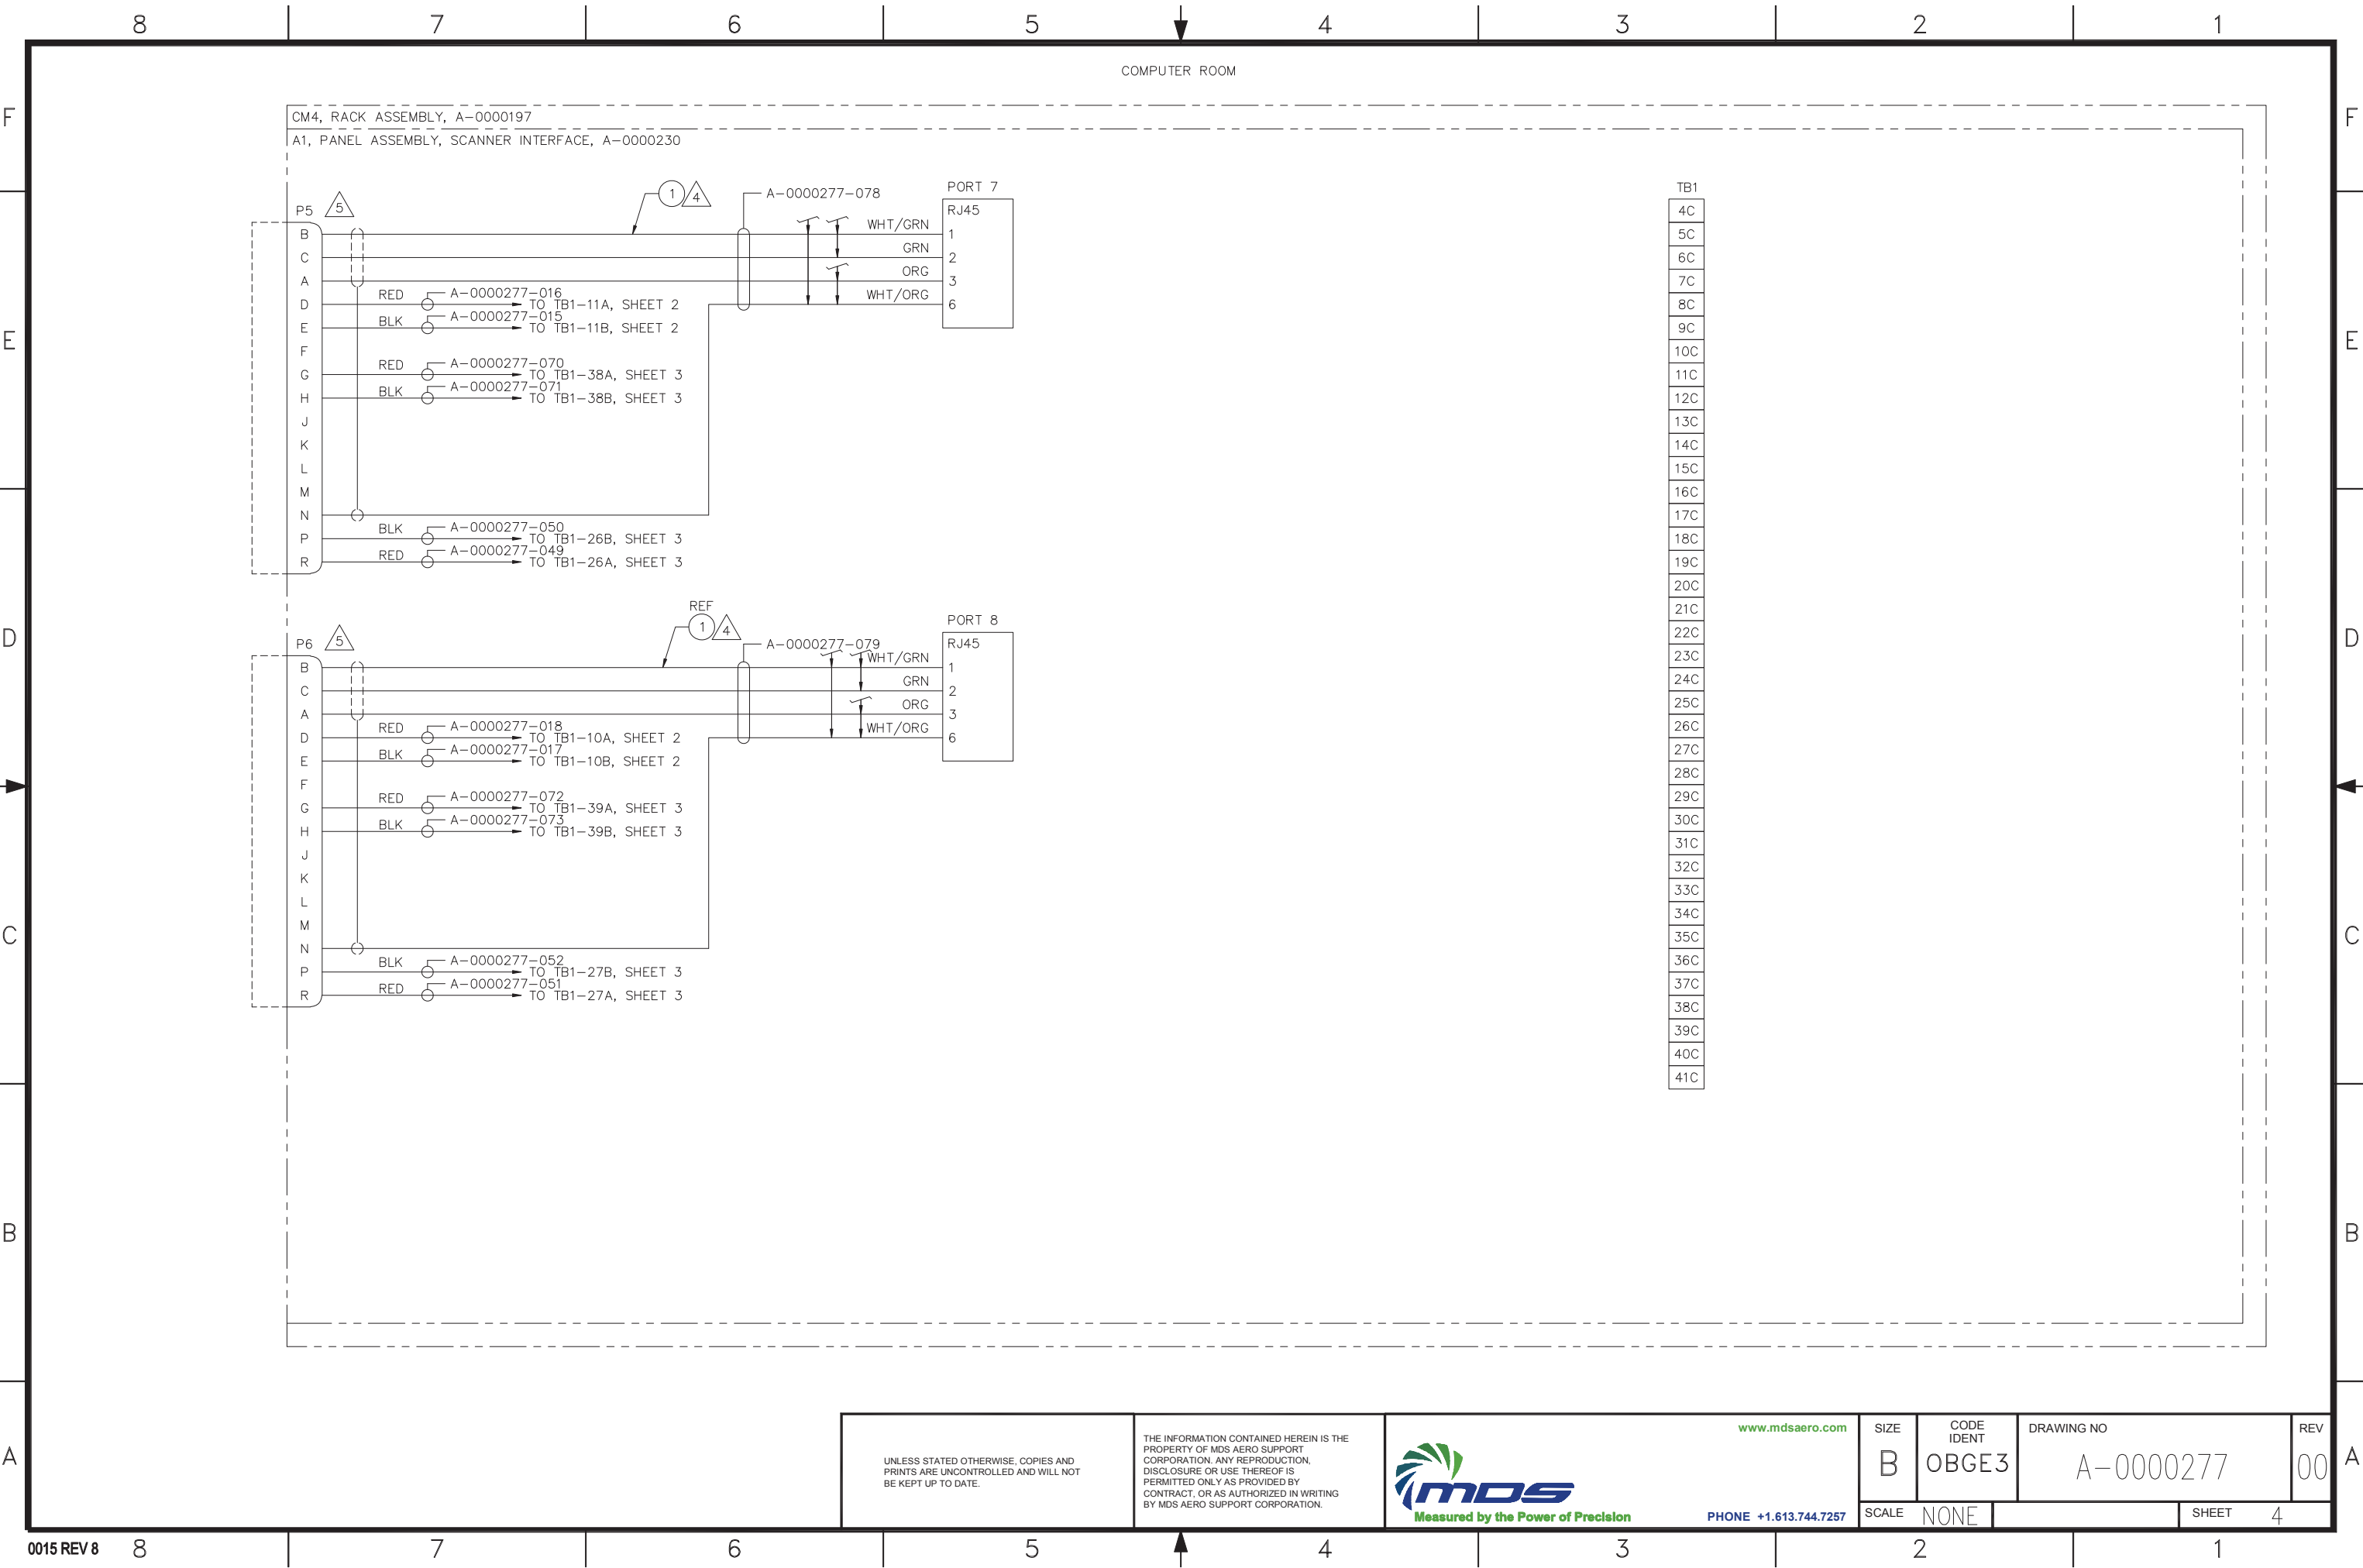 8 7 6 5 4 3 2 1
COMPUTER ROOM
F F
CM4, RACK ASSEMBLY, A-0000197
A1, PANEL ASSEMBLY, SCANNER INTERFACE, A-0000230
P5 5
1 4
A-0000277-078
PORT 7
RJ45
B WHT/GRN 1
C GRN 2
A ORG 3
D RED A-0000277-016
TO TB1-11A, SHEET 2
WHT/ORG 6
E BLK A-0000277-015
TO TB1-11B, SHEET 2
E E
F
G RED A-0000277-070
TO TB1-38A, SHEET 3
H BLK A-0000277-071
TO TB1-38B, SHEET 3
J
K
L
M
N
P BLK A-0000277-050
TO TB1-26B, SHEET 3
R RED A-0000277-049
TO TB1-26A, SHEET 3
D D
P6 5
REF
1 4
A-0000277-079
PORT 8
RJ45
B WHT/GRN 1
C GRN 2
A ORG 3
D RED A-0000277-018
TO TB1-10A, SHEET 2
WHT/ORG 6
E BLK A-0000277-017
TO TB1-10B, SHEET 2
F
G RED A-0000277-072
TO TB1-39A, SHEET 3
H BLK A-0000277-073
TO TB1-39B, SHEET 3
J
K
L
M
N
P BLK A-0000277-052
TO TB1-27B, SHEET 3
R RED A-0000277-051
TO TB1-27A, SHEET 3
C C
TB1
4C
5C
6C
7C
8C
9C
10C
11C
12C
13C
14C
15C
16C
17C
18C
19C
20C
21C
22C
23C
24C
25C
26C
27C
28C
29C
30C
31C
32C
33C
34C
35C
36C
37C
38C
39C
40C
41C
B B
A A
UNLESS STATED OTHERWISE, COPIES AND
PRINTS ARE UNCONTROLLED AND WILL NOT
BE KEPT UP TO DATE.
THE INFORMATION CONTAINED HEREIN IS THE
PROPERTY OF MDS AERO SUPPORT
CORPORATION. ANY REPRODUCTION,
DISCLOSURE OR USE THEREOF IS
PERMITTED ONLY AS PROVIDED BY
CONTRACT, OR AS AUTHORIZED IN WRITING
BY MDS AERO SUPPORT CORPORATION.
www.mdsaero.com
MDS
Measured by the Power of Precision
PHONE +1.613.744.7257
SIZE
B
CODE
IDENT
OBGE3
DRAWING NO
A-0000277
REV
00
SCALE NONE
SHEET 4
0015 REV 8
8 7 6 5 4 3 2 1